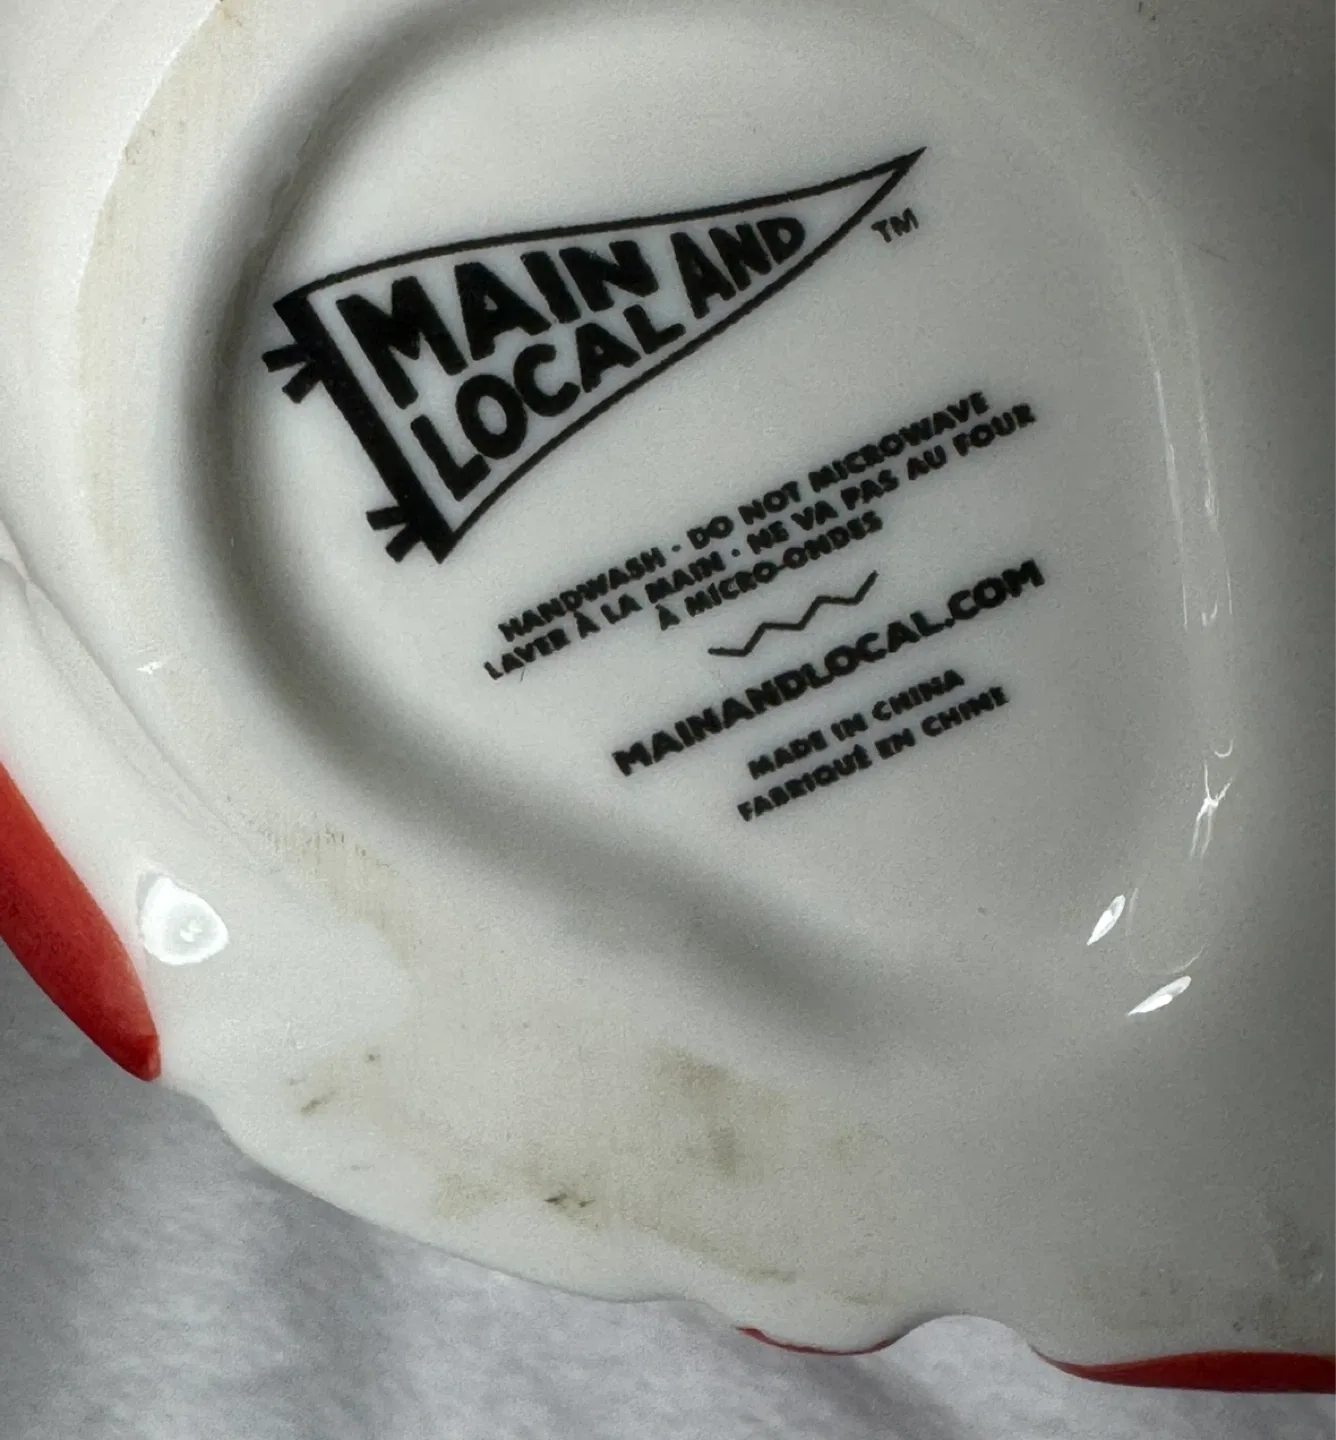 MAIN AND
LOCAL
TM
HANDWASH · DO NOT MICROWAVE
LAVER À LA MAIN · NE VA PAS AU FOUR
À MICRO-ONDES
MAINANDLOCAL.COM
MADE IN CHINA
FABRIQUÉ EN CHINE